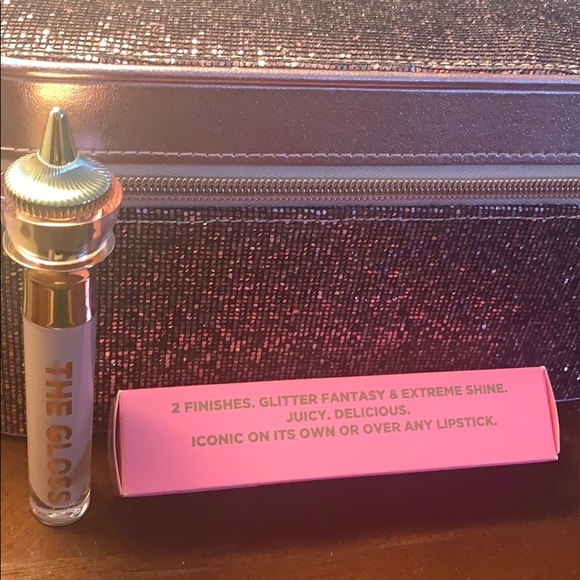 THE GLOSS
2 FINISHES. GLITTER FANTASY & EXTREME SHINE.
JUICY. DELICIOUS.
ICONIC ON ITS OWN OR OVER ANY LIPSTICK.